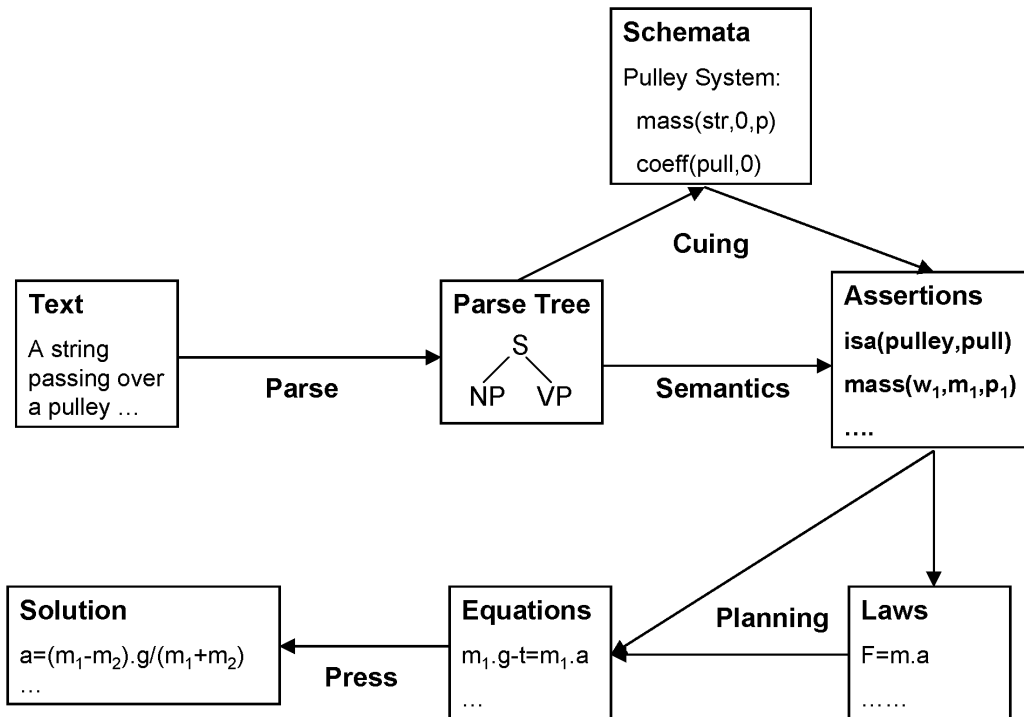 Schemata
Pulley System:
mass(str,0,p)
coeff(pull,0)
Cuing
Text
A string
passing over
a pulley …
Parse
Parse Tree
S
NP VP
Semantics
Assertions
isa(pulley,pull)
mass(w₁,m₁,p₁)
….
Solution
a=(m₁-m₂).g/(m₁+m₂)
…
Press
Equations
m₁.g-t=m₁.a
…
Planning
Laws
F=m.a
……